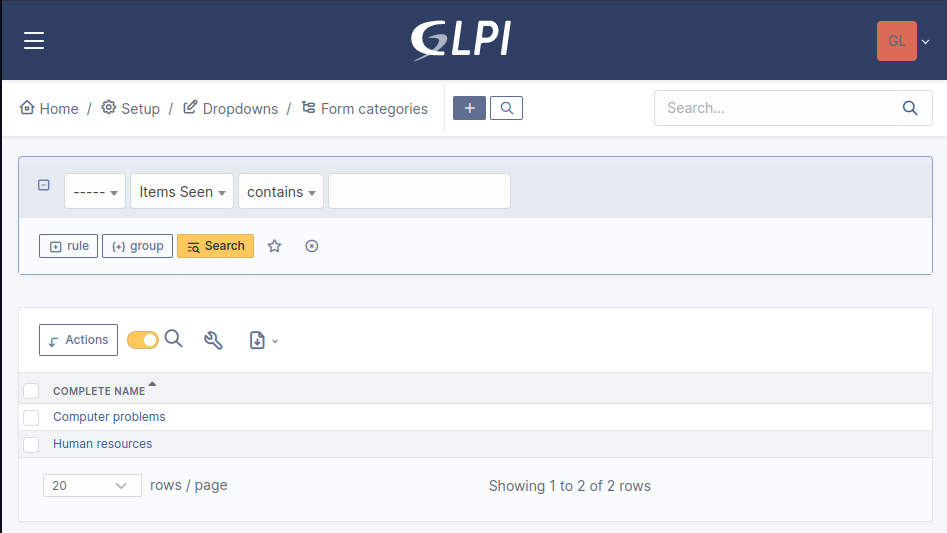 GLPI
GL
Home / Setup / Dropdowns / Form categories
Search...
----- Items Seen contains
rule {+} group Search
Actions
COMPLETE NAME
Computer problems
Human resources
20 rows / page
Showing 1 to 2 of 2 rows